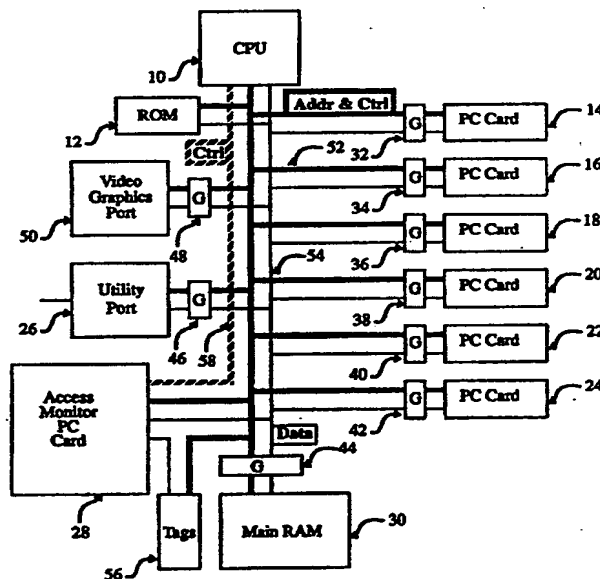 CPU
10
ROM
12
Addr & Ctrl
G
PC Card
14
32
Ctrl
52
G
PC Card
16
34
Video
Graphics
Port
50
G
48
G
PC Card
18
36
54
Utility
Port
26
G
46
58
G
PC Card
20
38
G
PC Card
22
40
Access
Monitor
PC
Card
28
G
PC Card
24
42
Data
44
G
Tags
56
Main RAM
30